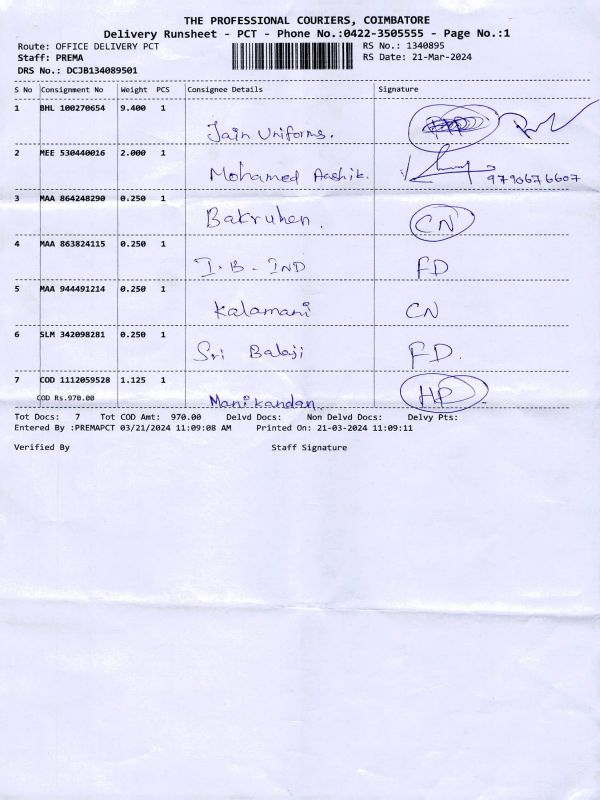 THE PROFESSIONAL COURIERS, COIMBATORE
Delivery Runsheet - PCT - Phone No.:0422-3505555 - Page No.:1
Route: OFFICE DELIVERY PCT RS No.: 1340895
Staff: PREMA RS Date: 21-Mar-2024
DRS No.: DCJB134089501
S No Consignment No Weight PCS Consignee Details Signature
1 BHL 100270654 9.400 1
Jain Uniforms.
2 MEE 530440016 2.000 1
Mohamed Aashik. 9790676607
3 MAA 864248290 0.250 1
Bakruhen. CN
4 MAA 863824115 0.250 1
I.B-IND FD
5 MAA 944491214 0.250 1
Kalamani CN
6 SLM 342098281 0.250 1
Sri Balaji FD.
7 COD 1112059528 1.125 1
COD Rs.970.00 Manikandan HP
Tot Docs: 7 Tot COD Amt: 970.00 Delvd Docs: Non Delvd Docs: Delvy Pts:
Entered By :PREMAPCT 03/21/2024 11:09:08 AM Printed On: 21-03-2024 11:09:11
Verified By Staff Signature